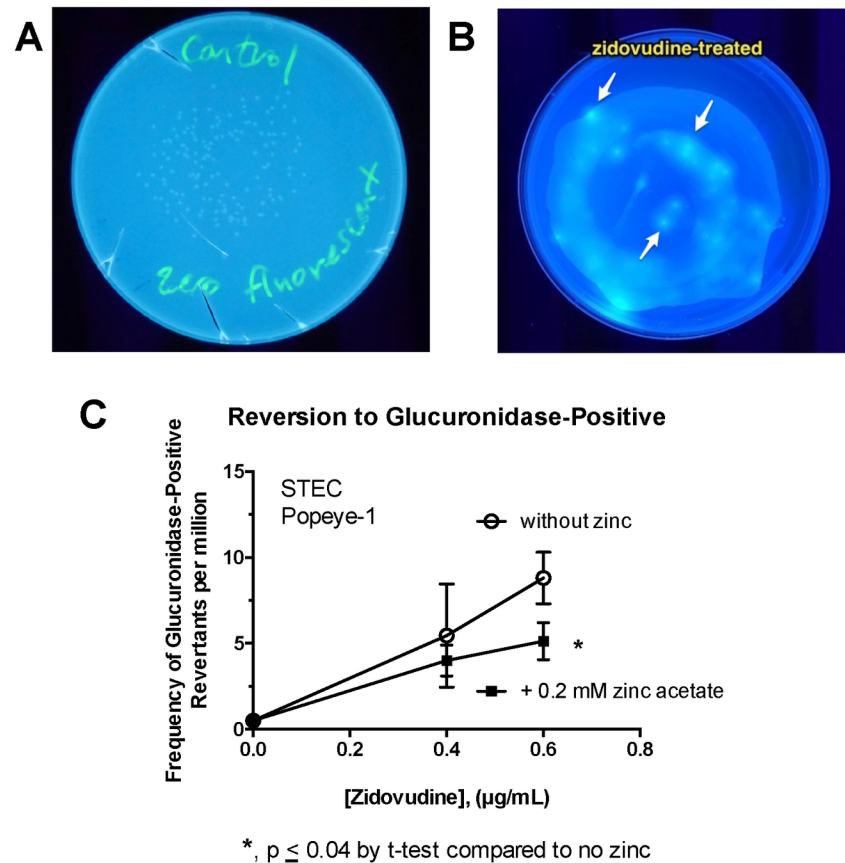 A
Control
Zero fluorescent
B
zidovudine-treated
C
Reversion to Glucuronidase-Positive
Frequency of Glucuronidase-Positive
Revertants per million
15
10
5
0
STEC
Popeye-1
without zinc
*
+ 0.2 mM zinc acetate
0.0 0.2 0.4 0.6 0.8
[Zidovudine], (µg/mL)
*, p ≤ 0.04 by t-test compared to no zinc